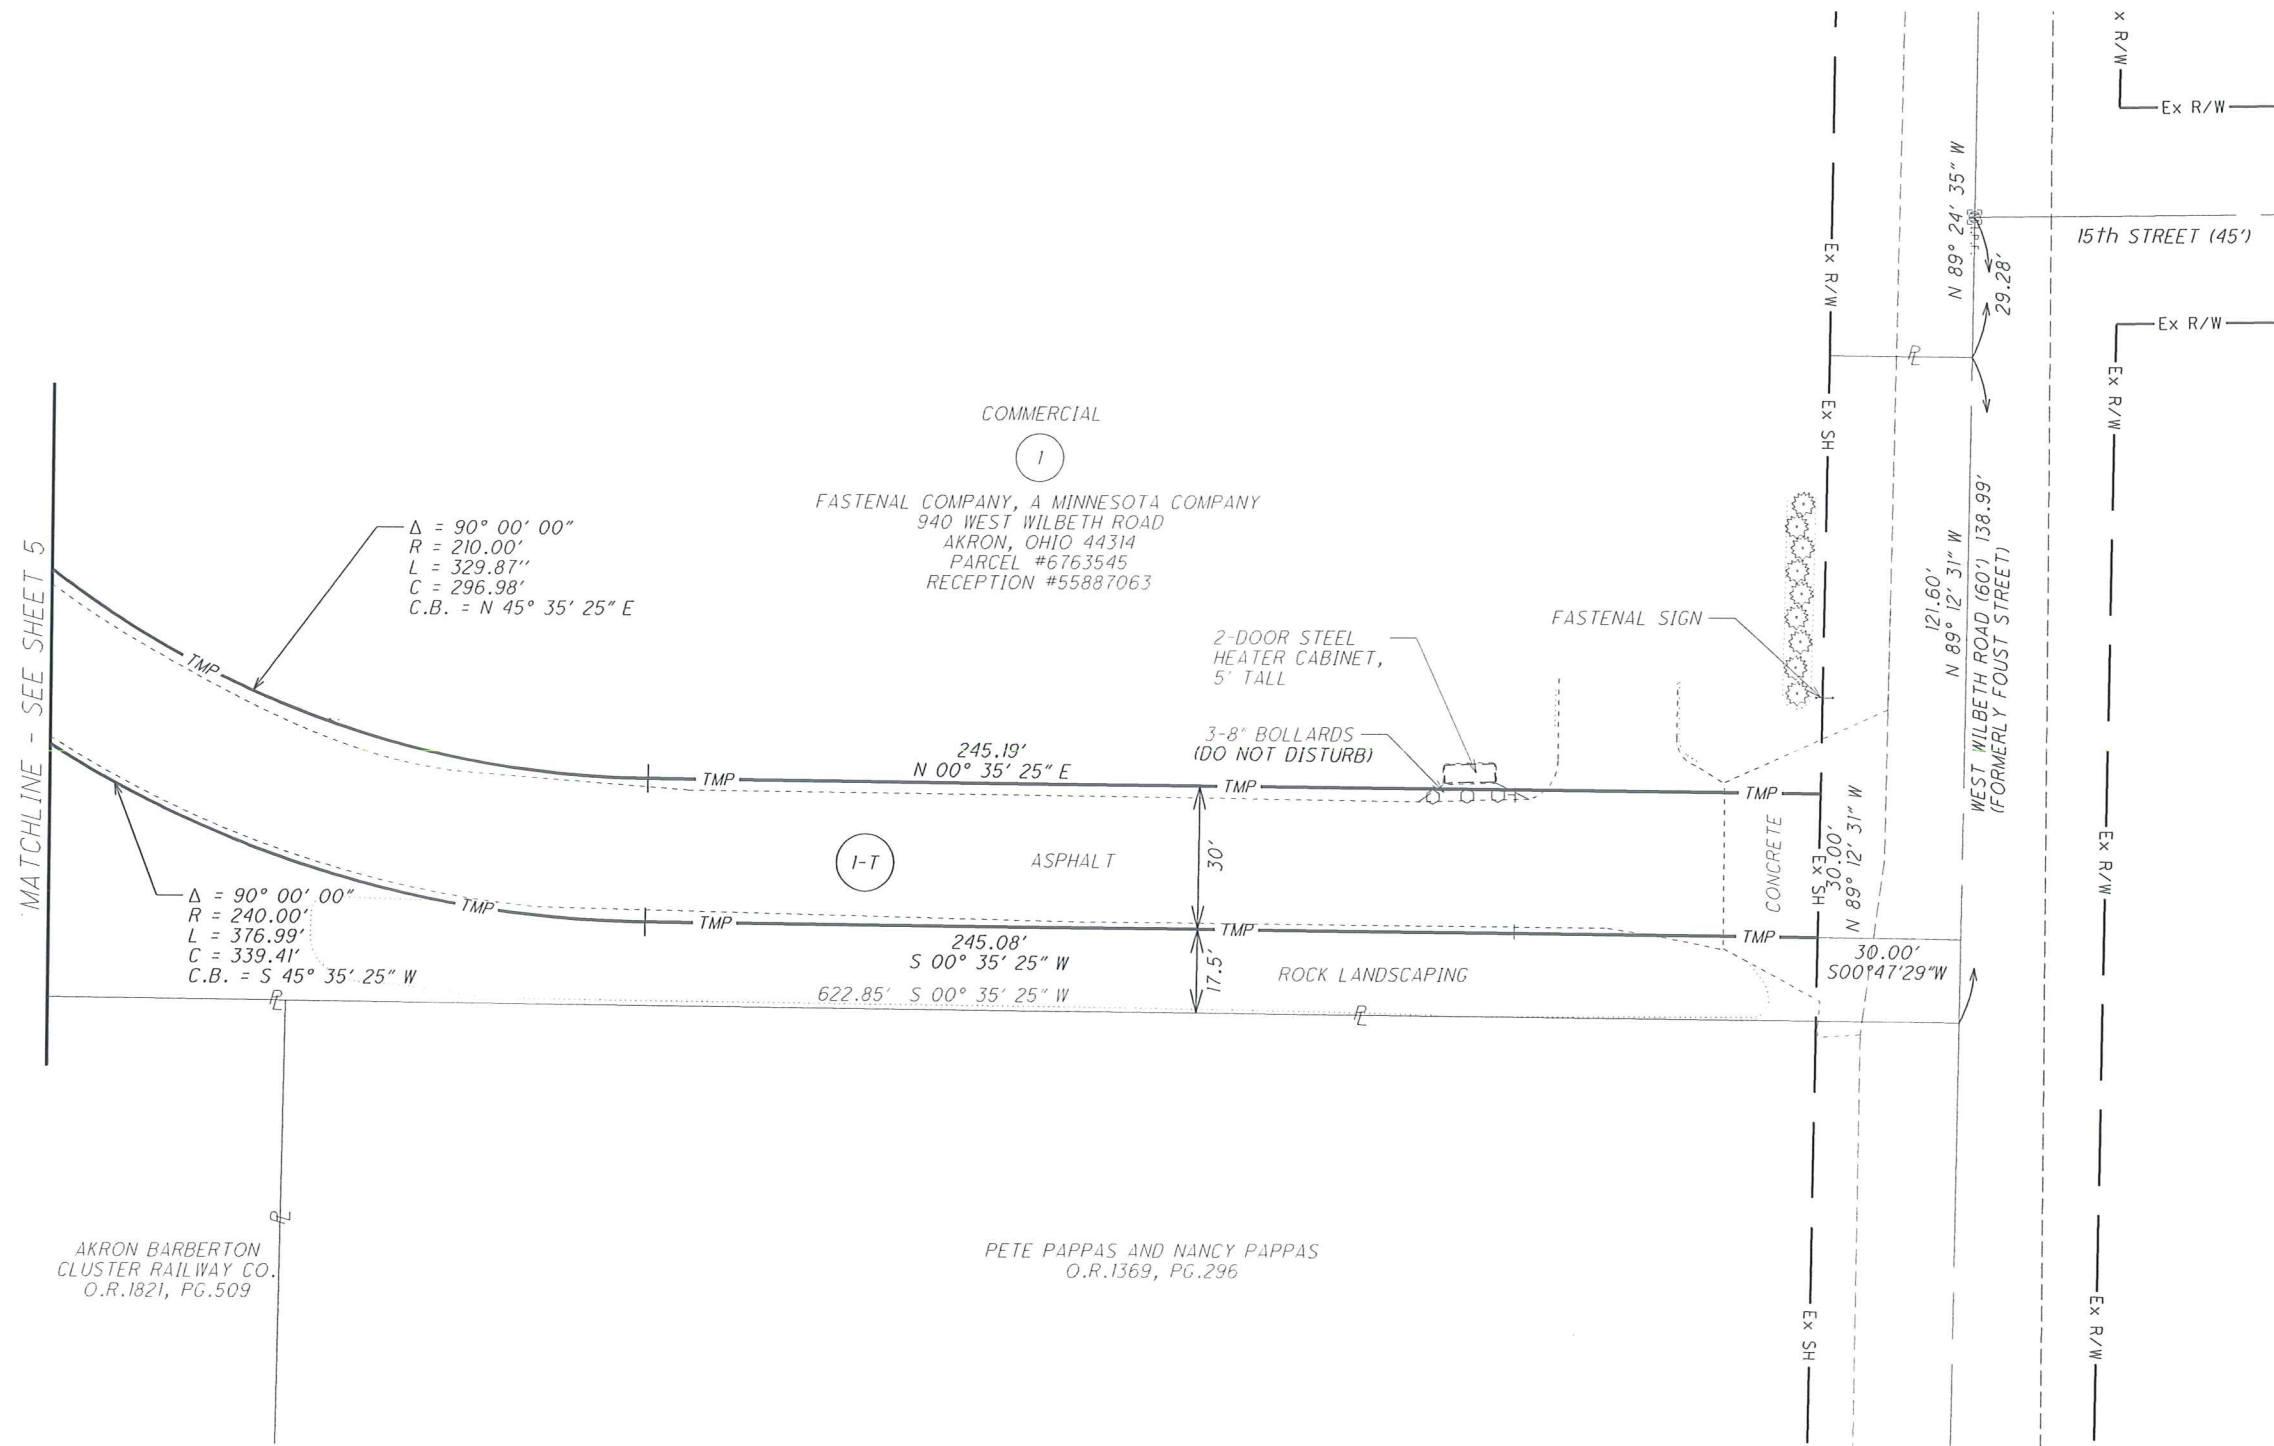 x R/W
Ex R/W
N 89° 24' 35" W
15th STREET (45')
29.28'
Ex R/W
Ex R/W
Ex R/W
Ex SH
COMMERCIAL
1
FASTENAL COMPANY, A MINNESOTA COMPANY
940 WEST WILBETH ROAD
AKRON, OHIO 44314
PARCEL #6763545
RECEPTION #55887063
MATCHLINE - SEE SHEET 5
Δ = 90° 00' 00"
R = 210.00'
L = 329.87''
C = 296.98'
C.B. = N 45° 35' 25" E
FASTENAL SIGN
2-DOOR STEEL
HEATER CABINET,
5' TALL
3-8" BOLLARDS
(DO NOT DISTURB)
121.60'
N 89° 12' 31" W
WEST WILBETH ROAD (60') 138.99'
(FORMERLY FOUST STREET)
TMP
245.19'
N 00° 35' 25" E
TMP
TMP
TMP
1-T
ASPHALT
30'
CONCRETE
Ex SH
30.00'
N 89° 12' 31" W
Ex R/W
Δ = 90° 00' 00"
R = 240.00'
L = 376.99'
C = 339.41'
C.B. = S 45° 35' 25" W
TMP
TMP
TMP
TMP
245.08'
S 00° 35' 25" W
17.5'
ROCK LANDSCAPING
30.00'
S00°47'29"W
622.85' S 00° 35' 25" W
PL
PL
PL
PL
AKRON BARBERTON
CLUSTER RAILWAY CO.
O.R.1821, PG.509
PETE PAPPAS AND NANCY PAPPAS
O.R.1369, PG.296
Ex SH
Ex R/W